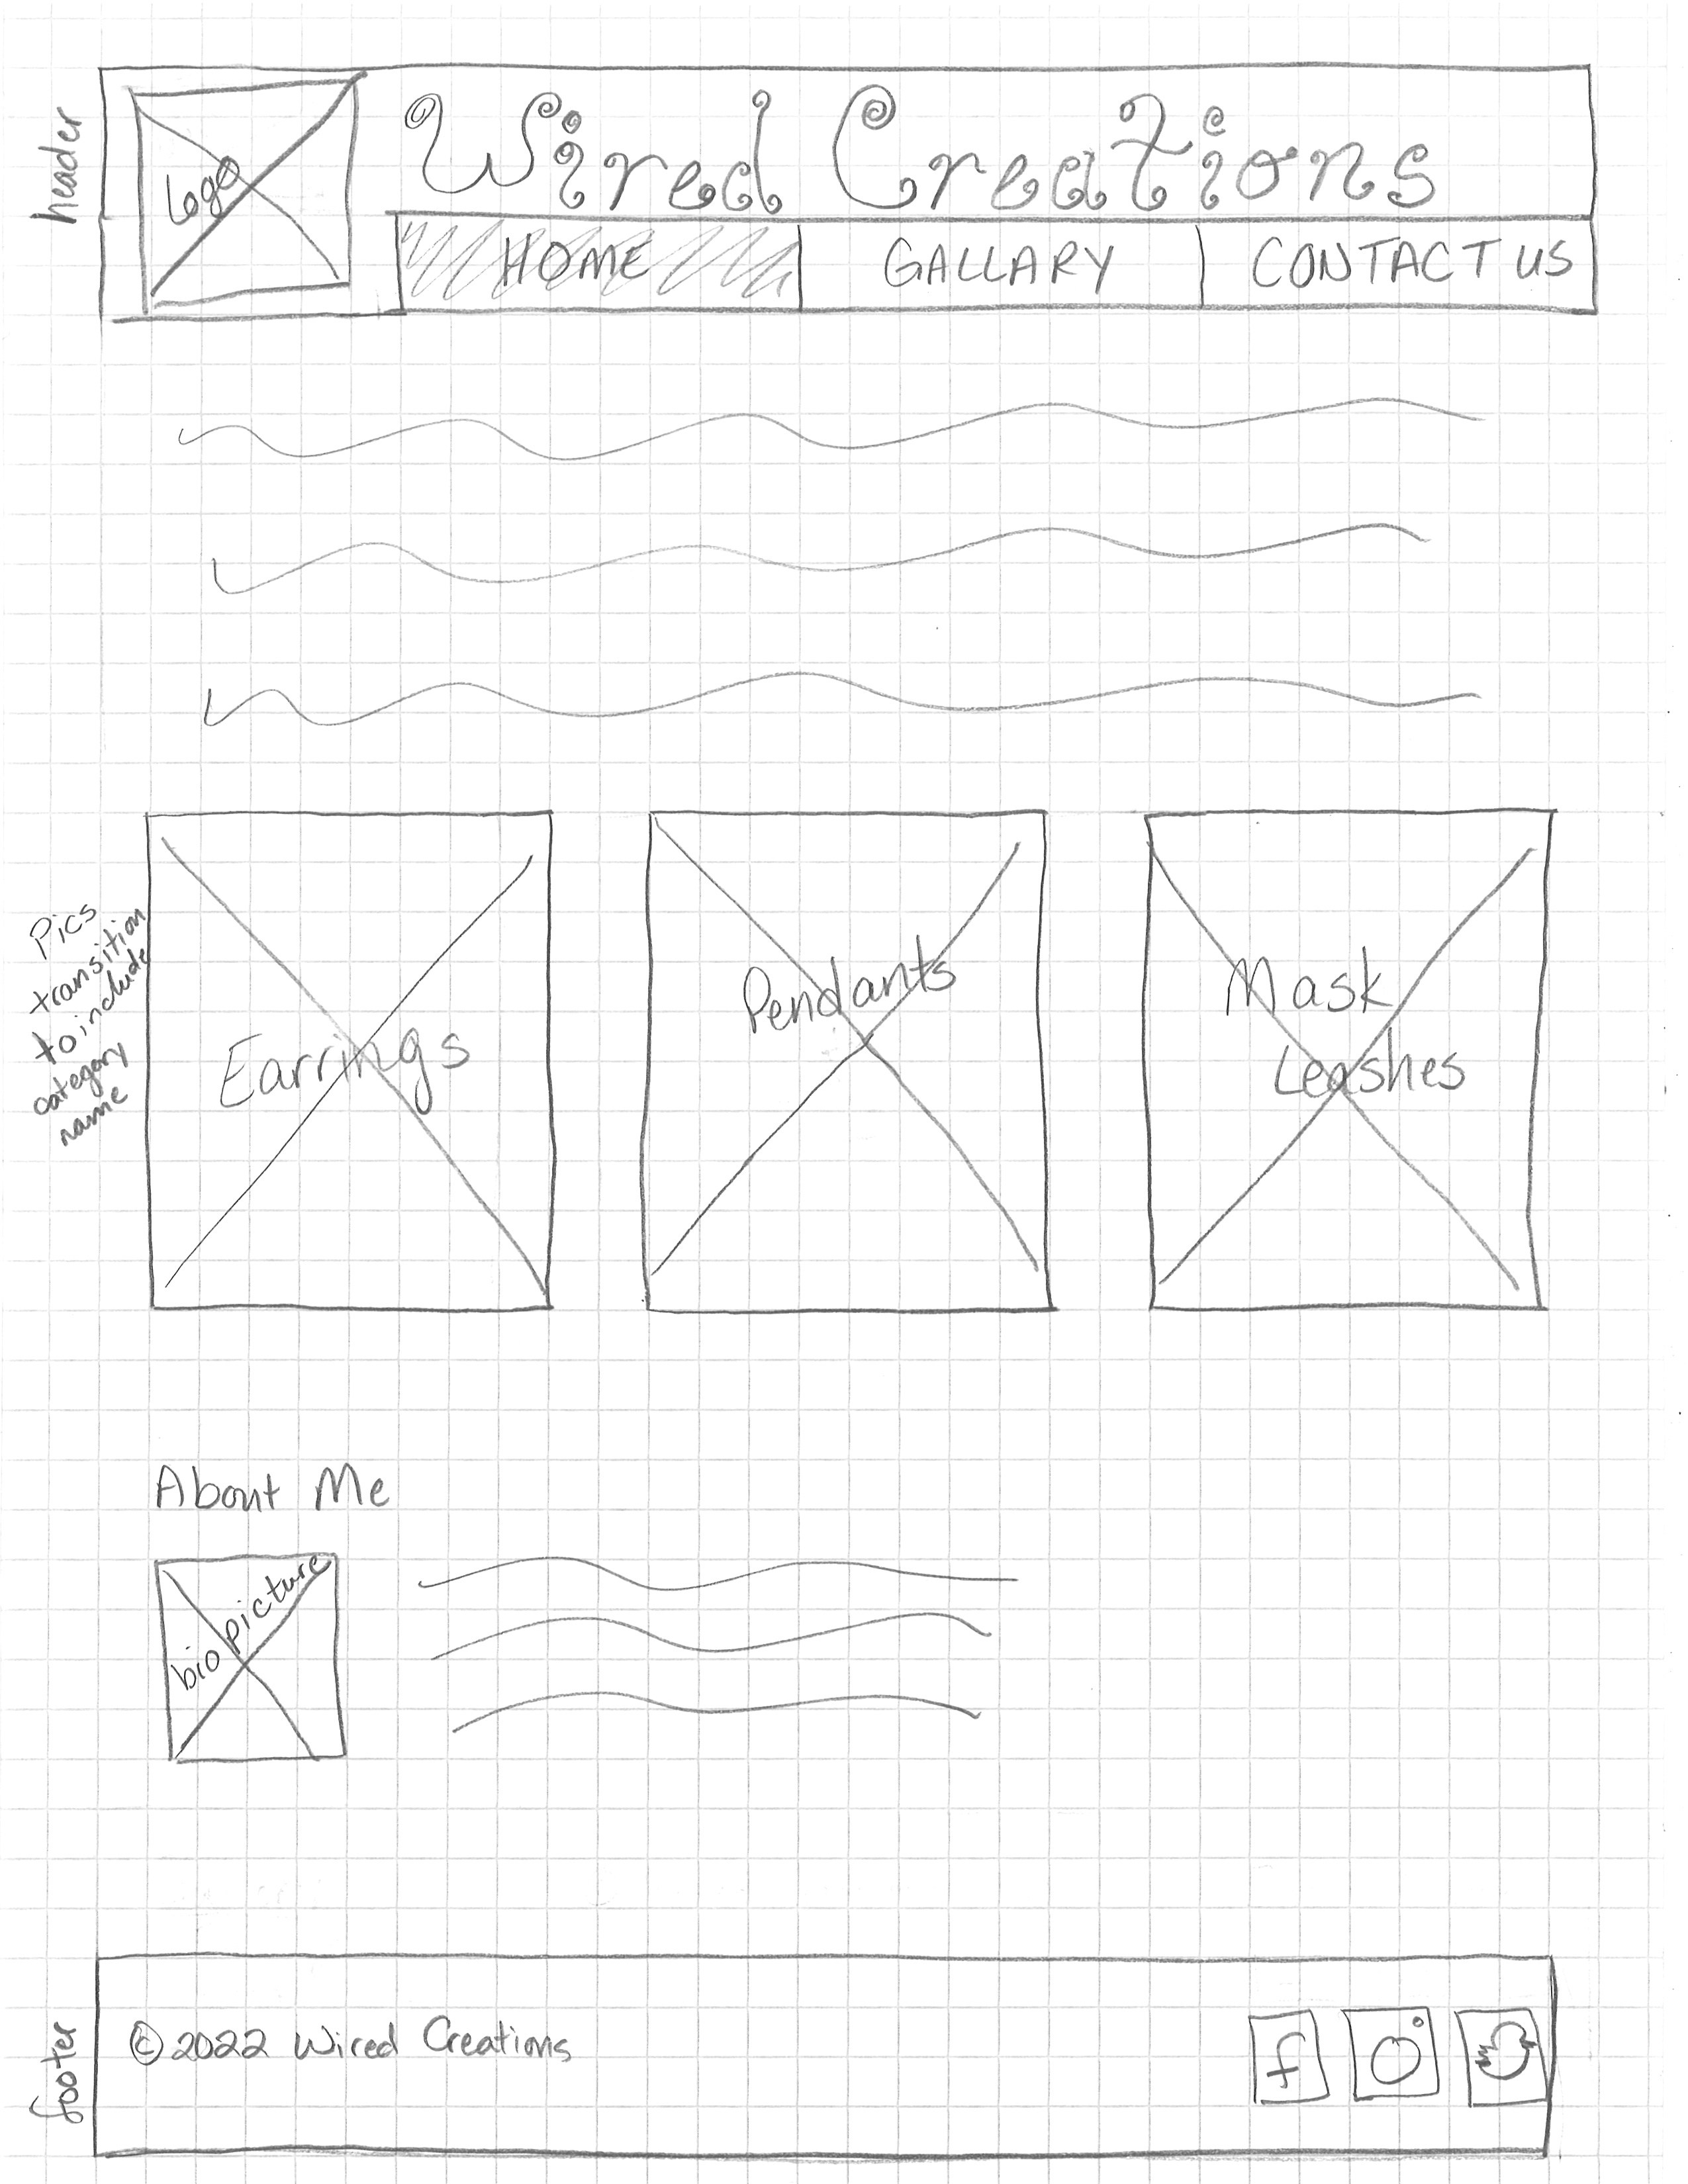 header
Logo
Wired Creations
HOME
GALLARY
CONTACT US
Pics
transition
to include
category
name
Earrings
Pendants
Mask
Leashes
About Me
bio picture
footer
©2022 Wired Creations
f